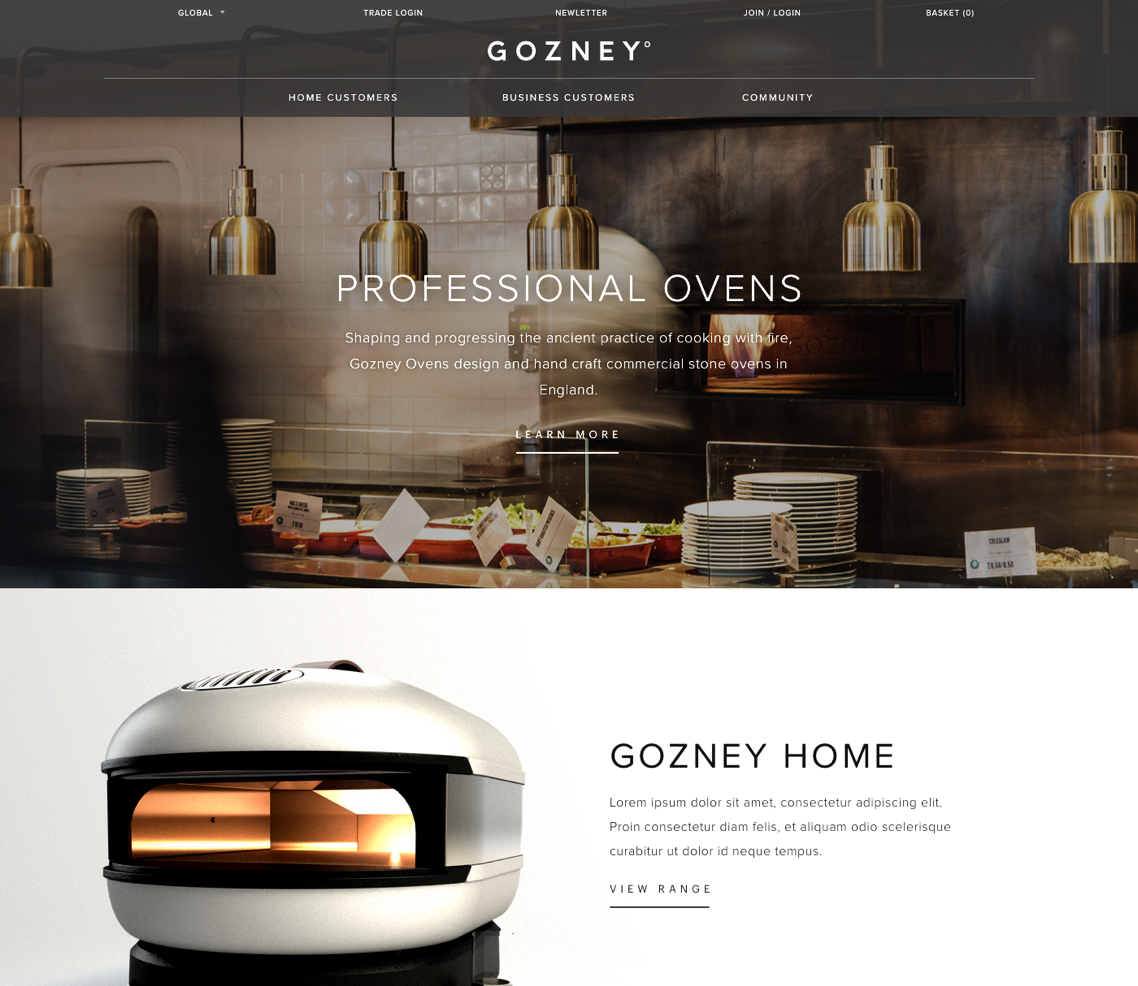 GLOBAL
TRADE LOGIN
NEWLETTER
JOIN / LOGIN
BASKET (0)
GOZNEY°
HOME CUSTOMERS
BUSINESS CUSTOMERS
COMMUNITY
PROFESSIONAL OVENS
Shaping and progressing the ancient practice of cooking with fire,
Gozney Ovens design and hand craft commercial stone ovens in
England.
LEARN MORE
COLESLAW
GOZNEY HOME
Lorem ipsum dolor sit amet, consectetur adipiscing elit.
Proin consectetur diam felis, et aliquam odio scelerisque
curabitur ut dolor id neque tempus.
VIEW RANGE